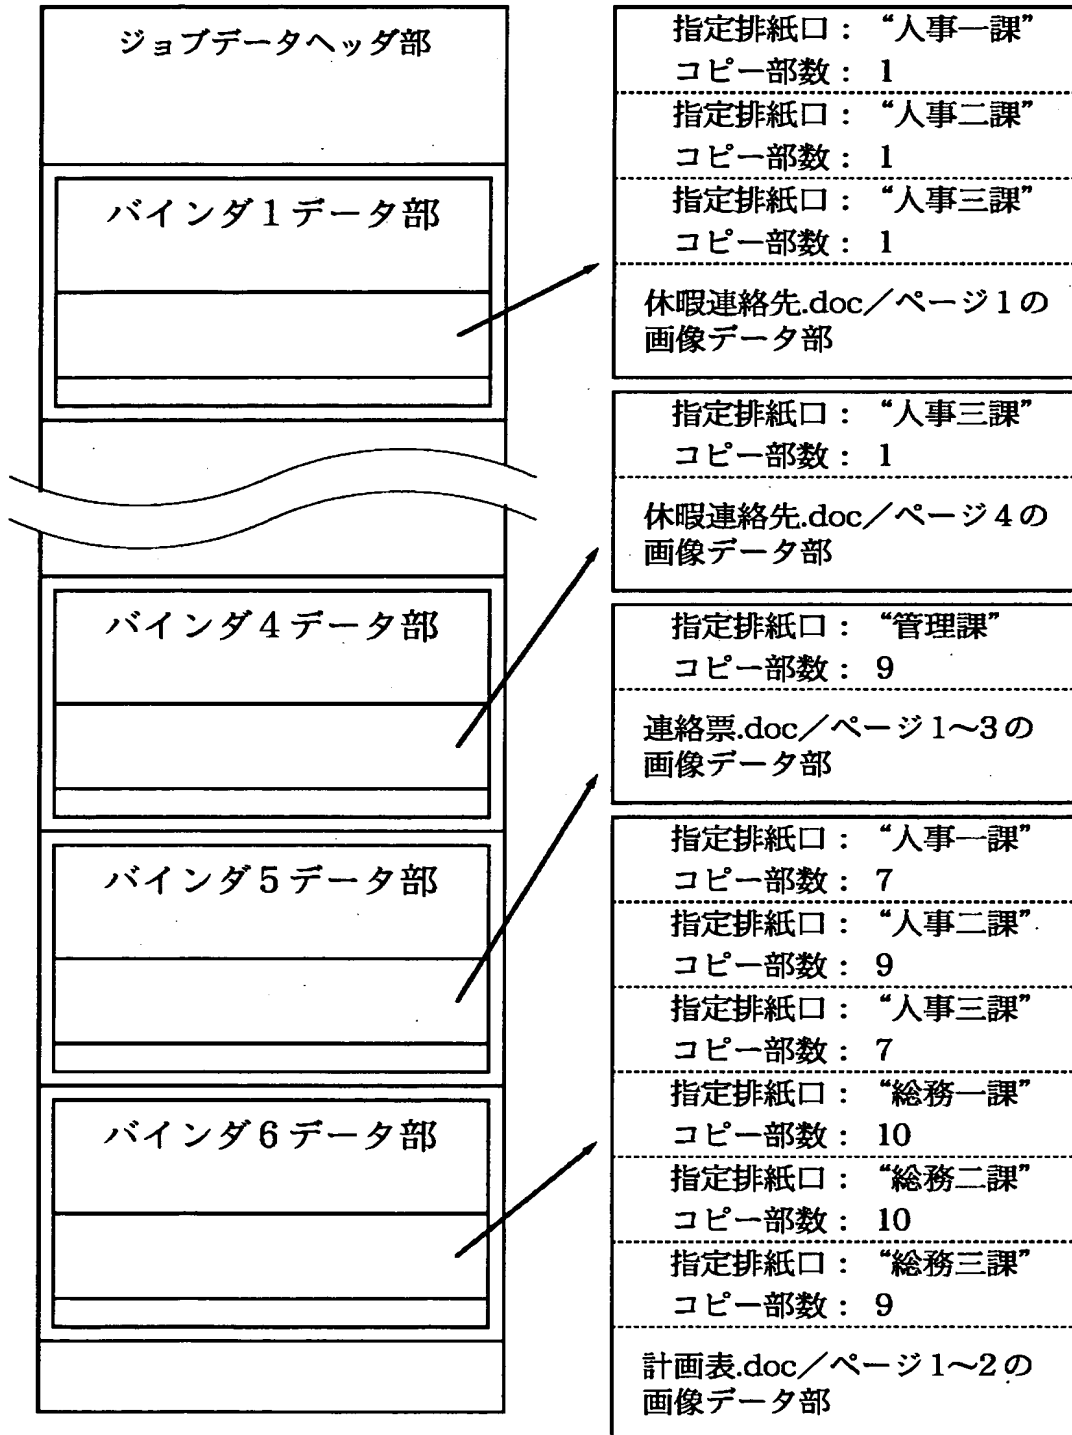 ジョブデータヘッダ部
バインダ1データ部
バインダ4データ部
バインダ5データ部
バインダ6データ部
指定排紙口： “人事一課”
コピー部数： 1
指定排紙口： “人事二課”
コピー部数： 1
指定排紙口： “人事三課”
コピー部数： 1
休暇連絡先.doc／ページ1の
画像データ部
指定排紙口： “人事三課”
コピー部数： 1
休暇連絡先.doc／ページ4の
画像データ部
指定排紙口： “管理課”
コピー部数： 9
連絡票.doc／ページ1〜3の
画像データ部
指定排紙口： “人事一課”
コピー部数： 7
指定排紙口： “人事二課”
コピー部数： 9
指定排紙口： “人事三課”
コピー部数： 7
指定排紙口： “総務一課”
コピー部数： 10
指定排紙口： “総務二課”
コピー部数： 10
指定排紙口： “総務三課”
コピー部数： 9
計画表.doc／ページ1〜2の
画像データ部